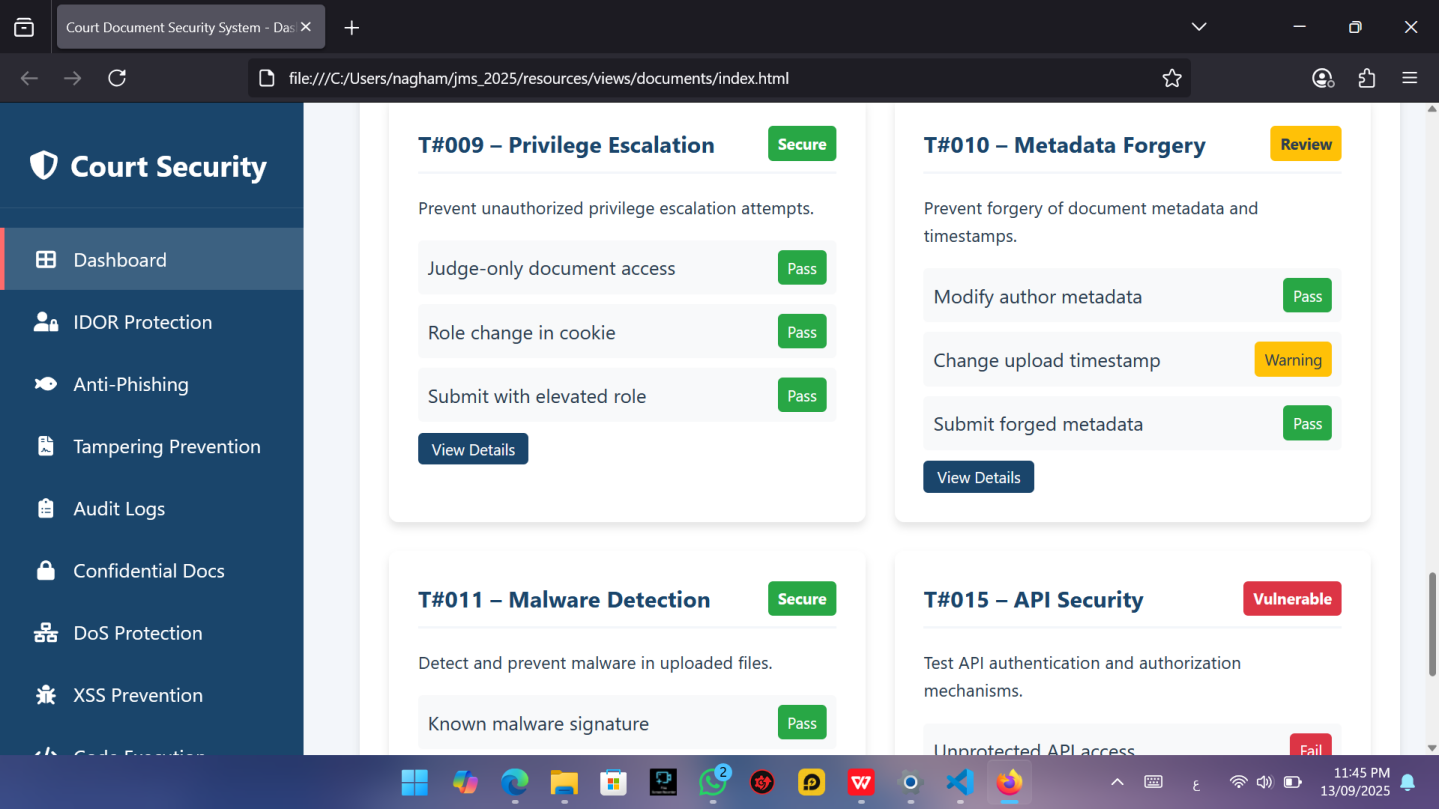 Court Document Security System - Das
file:///C:/Users/nagham/jms_2025/resources/views/documents/index.html
Court Security
Dashboard
IDOR Protection
Anti-Phishing
Tampering Prevention
Audit Logs
Confidential Docs
DoS Protection
XSS Prevention
Code Execution
T#009 – Privilege Escalation
Secure
Prevent unauthorized privilege escalation attempts.
Judge-only document access
Pass
Role change in cookie
Pass
Submit with elevated role
Pass
View Details
T#010 – Metadata Forgery
Review
Prevent forgery of document metadata and
timestamps.
Modify author metadata
Pass
Change upload timestamp
Warning
Submit forged metadata
Pass
View Details
T#011 – Malware Detection
Secure
Detect and prevent malware in uploaded files.
Known malware signature
Pass
T#015 – API Security
Vulnerable
Test API authentication and authorization
mechanisms.
Unprotected API access
Fail
2
ع
11:45 PM
13/09/2025